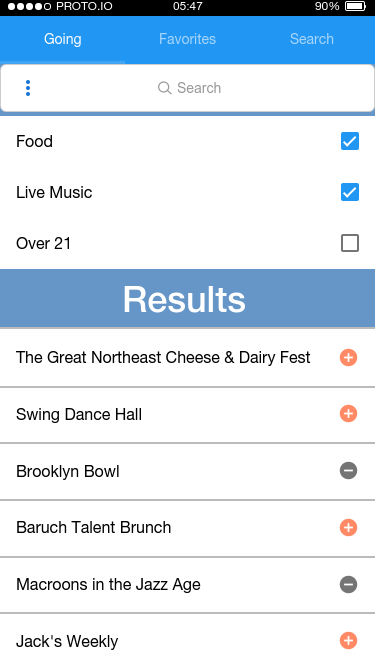 PROTO.IO 05:47 90%
Going Favorites Search
Search
Food
Live Music
Over 21
Results
The Great Northeast Cheese & Dairy Fest
Swing Dance Hall
Brooklyn Bowl
Baruch Talent Brunch
Macroons in the Jazz Age
Jack's Weekly